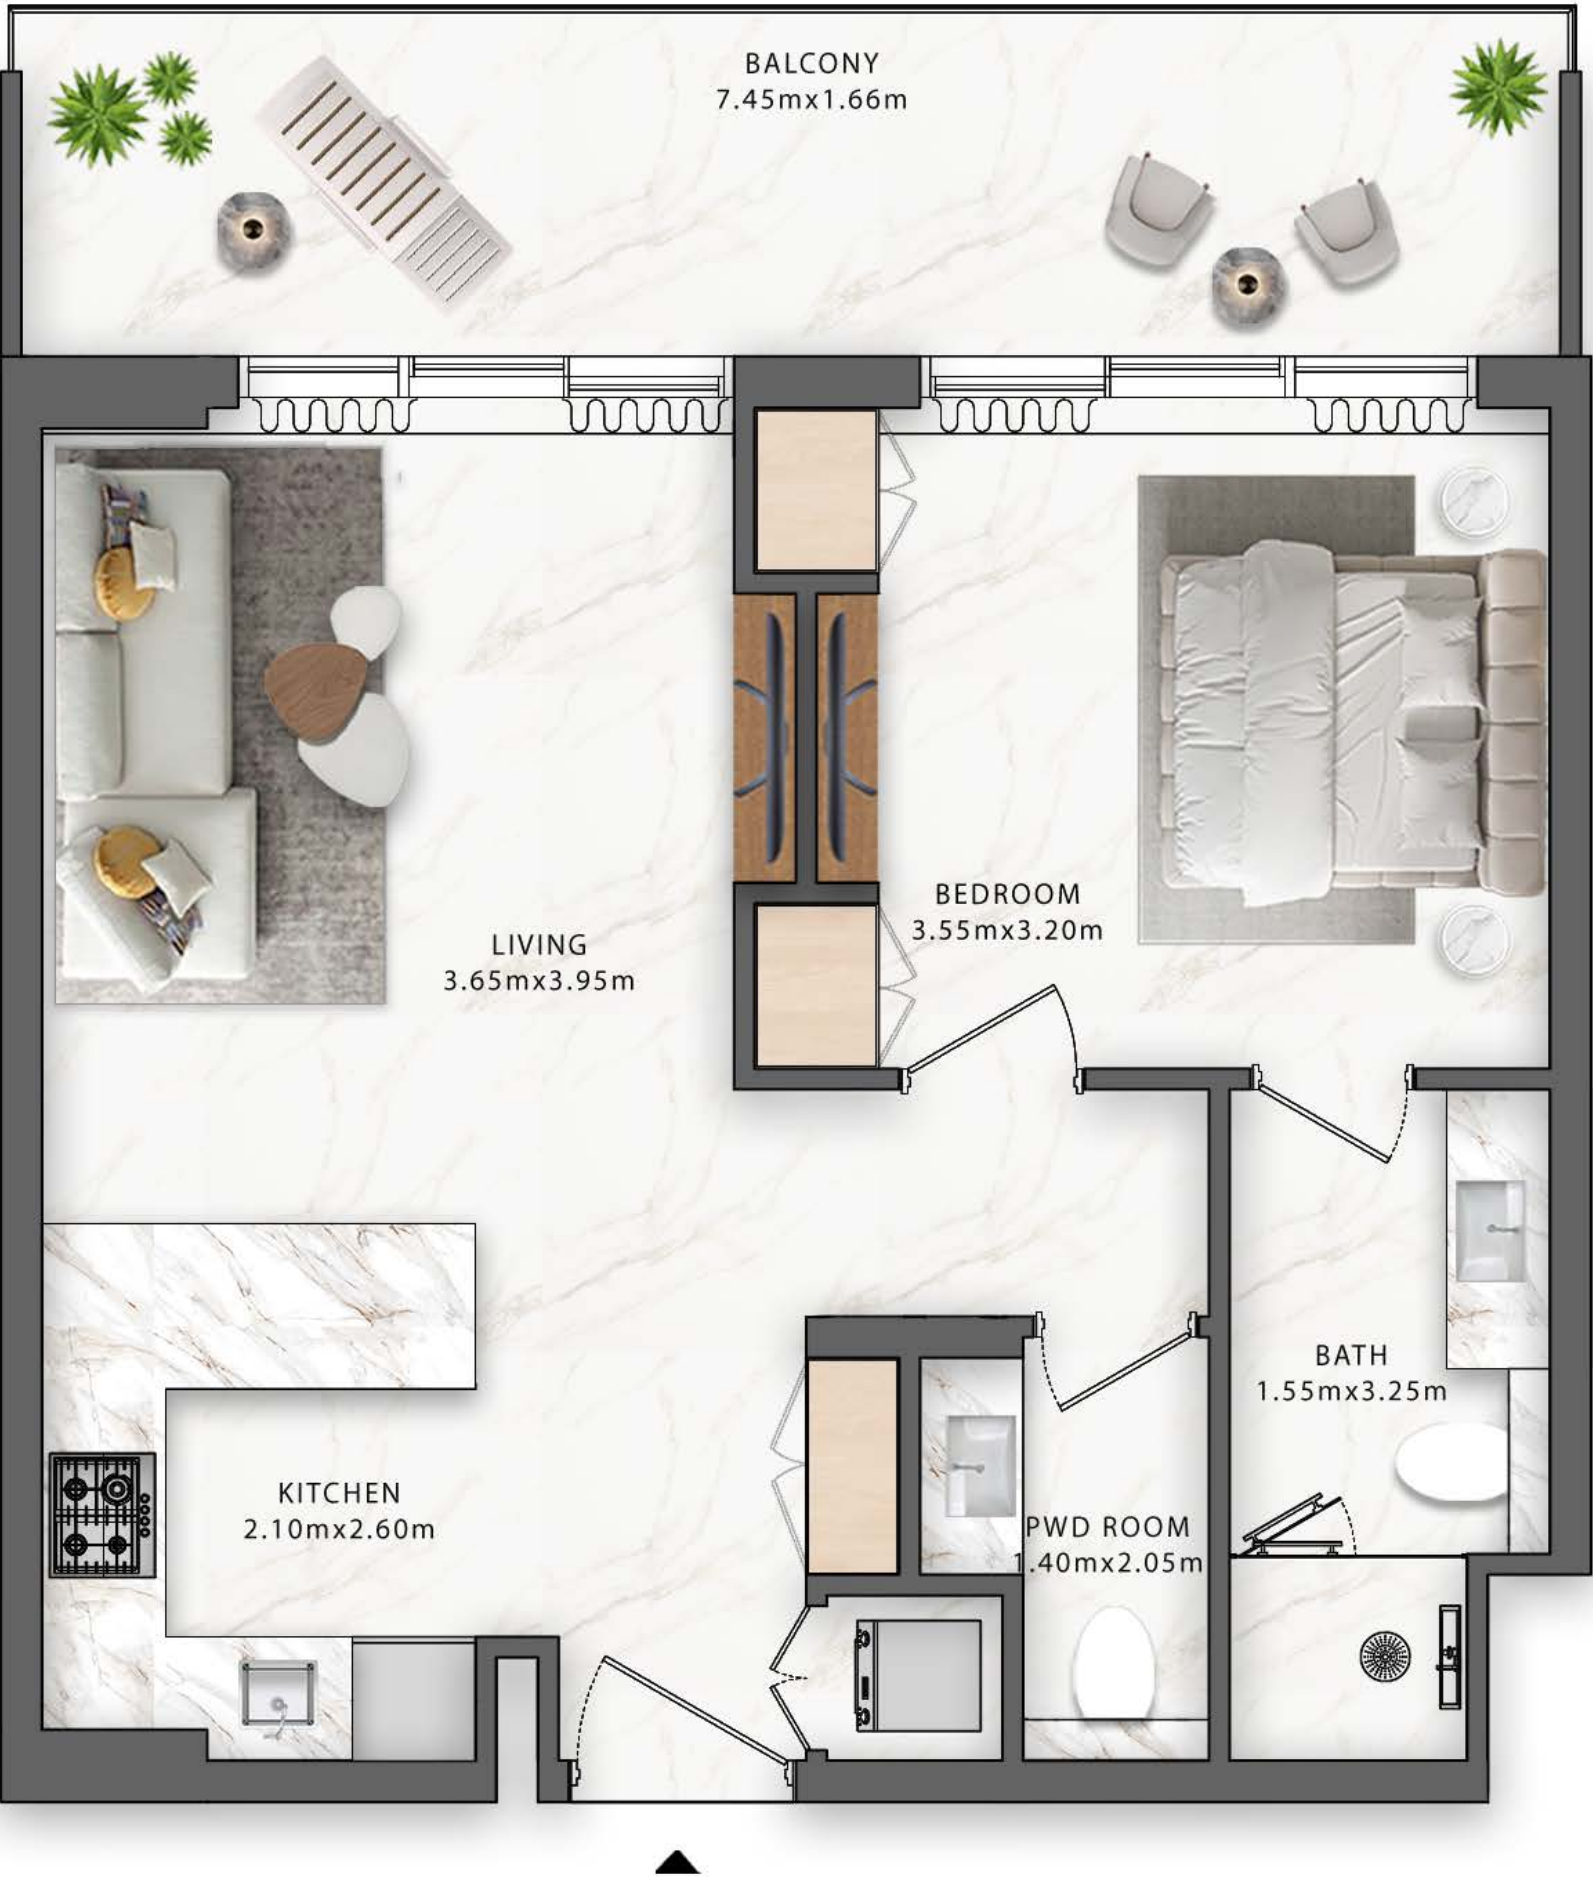 BALCONY
7.45mx1.66m
BEDROOM
3.55mx3.20m
LIVING
3.65mx3.95m
BATH
1.55mx3.25m
KITCHEN
2.10mx2.60m
PWD ROOM
1.40mx2.05m